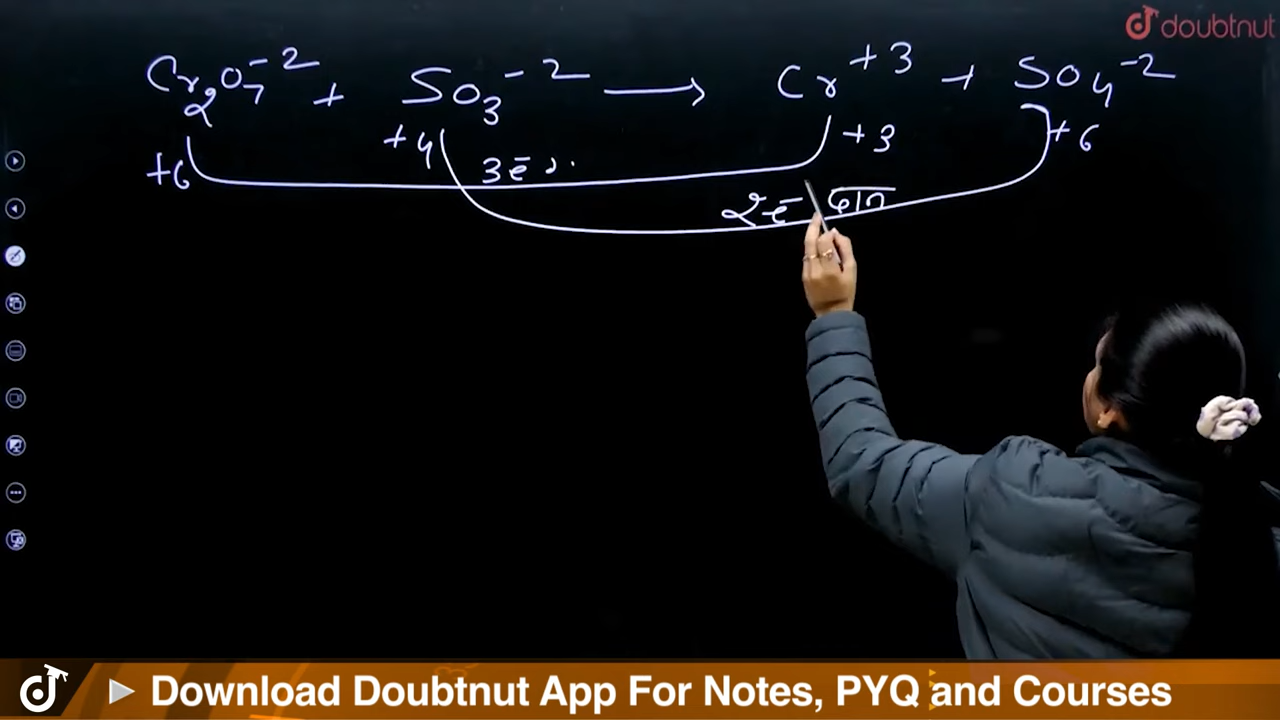 doubtnut
Cr₂O₇⁻² + SO₃⁻² ⟶ Cr⁺³ + SO₄⁻²
+6 +4 +3 +6
3e⁻
2e⁻
Download Doubtnut App For Notes, PYQ and Courses